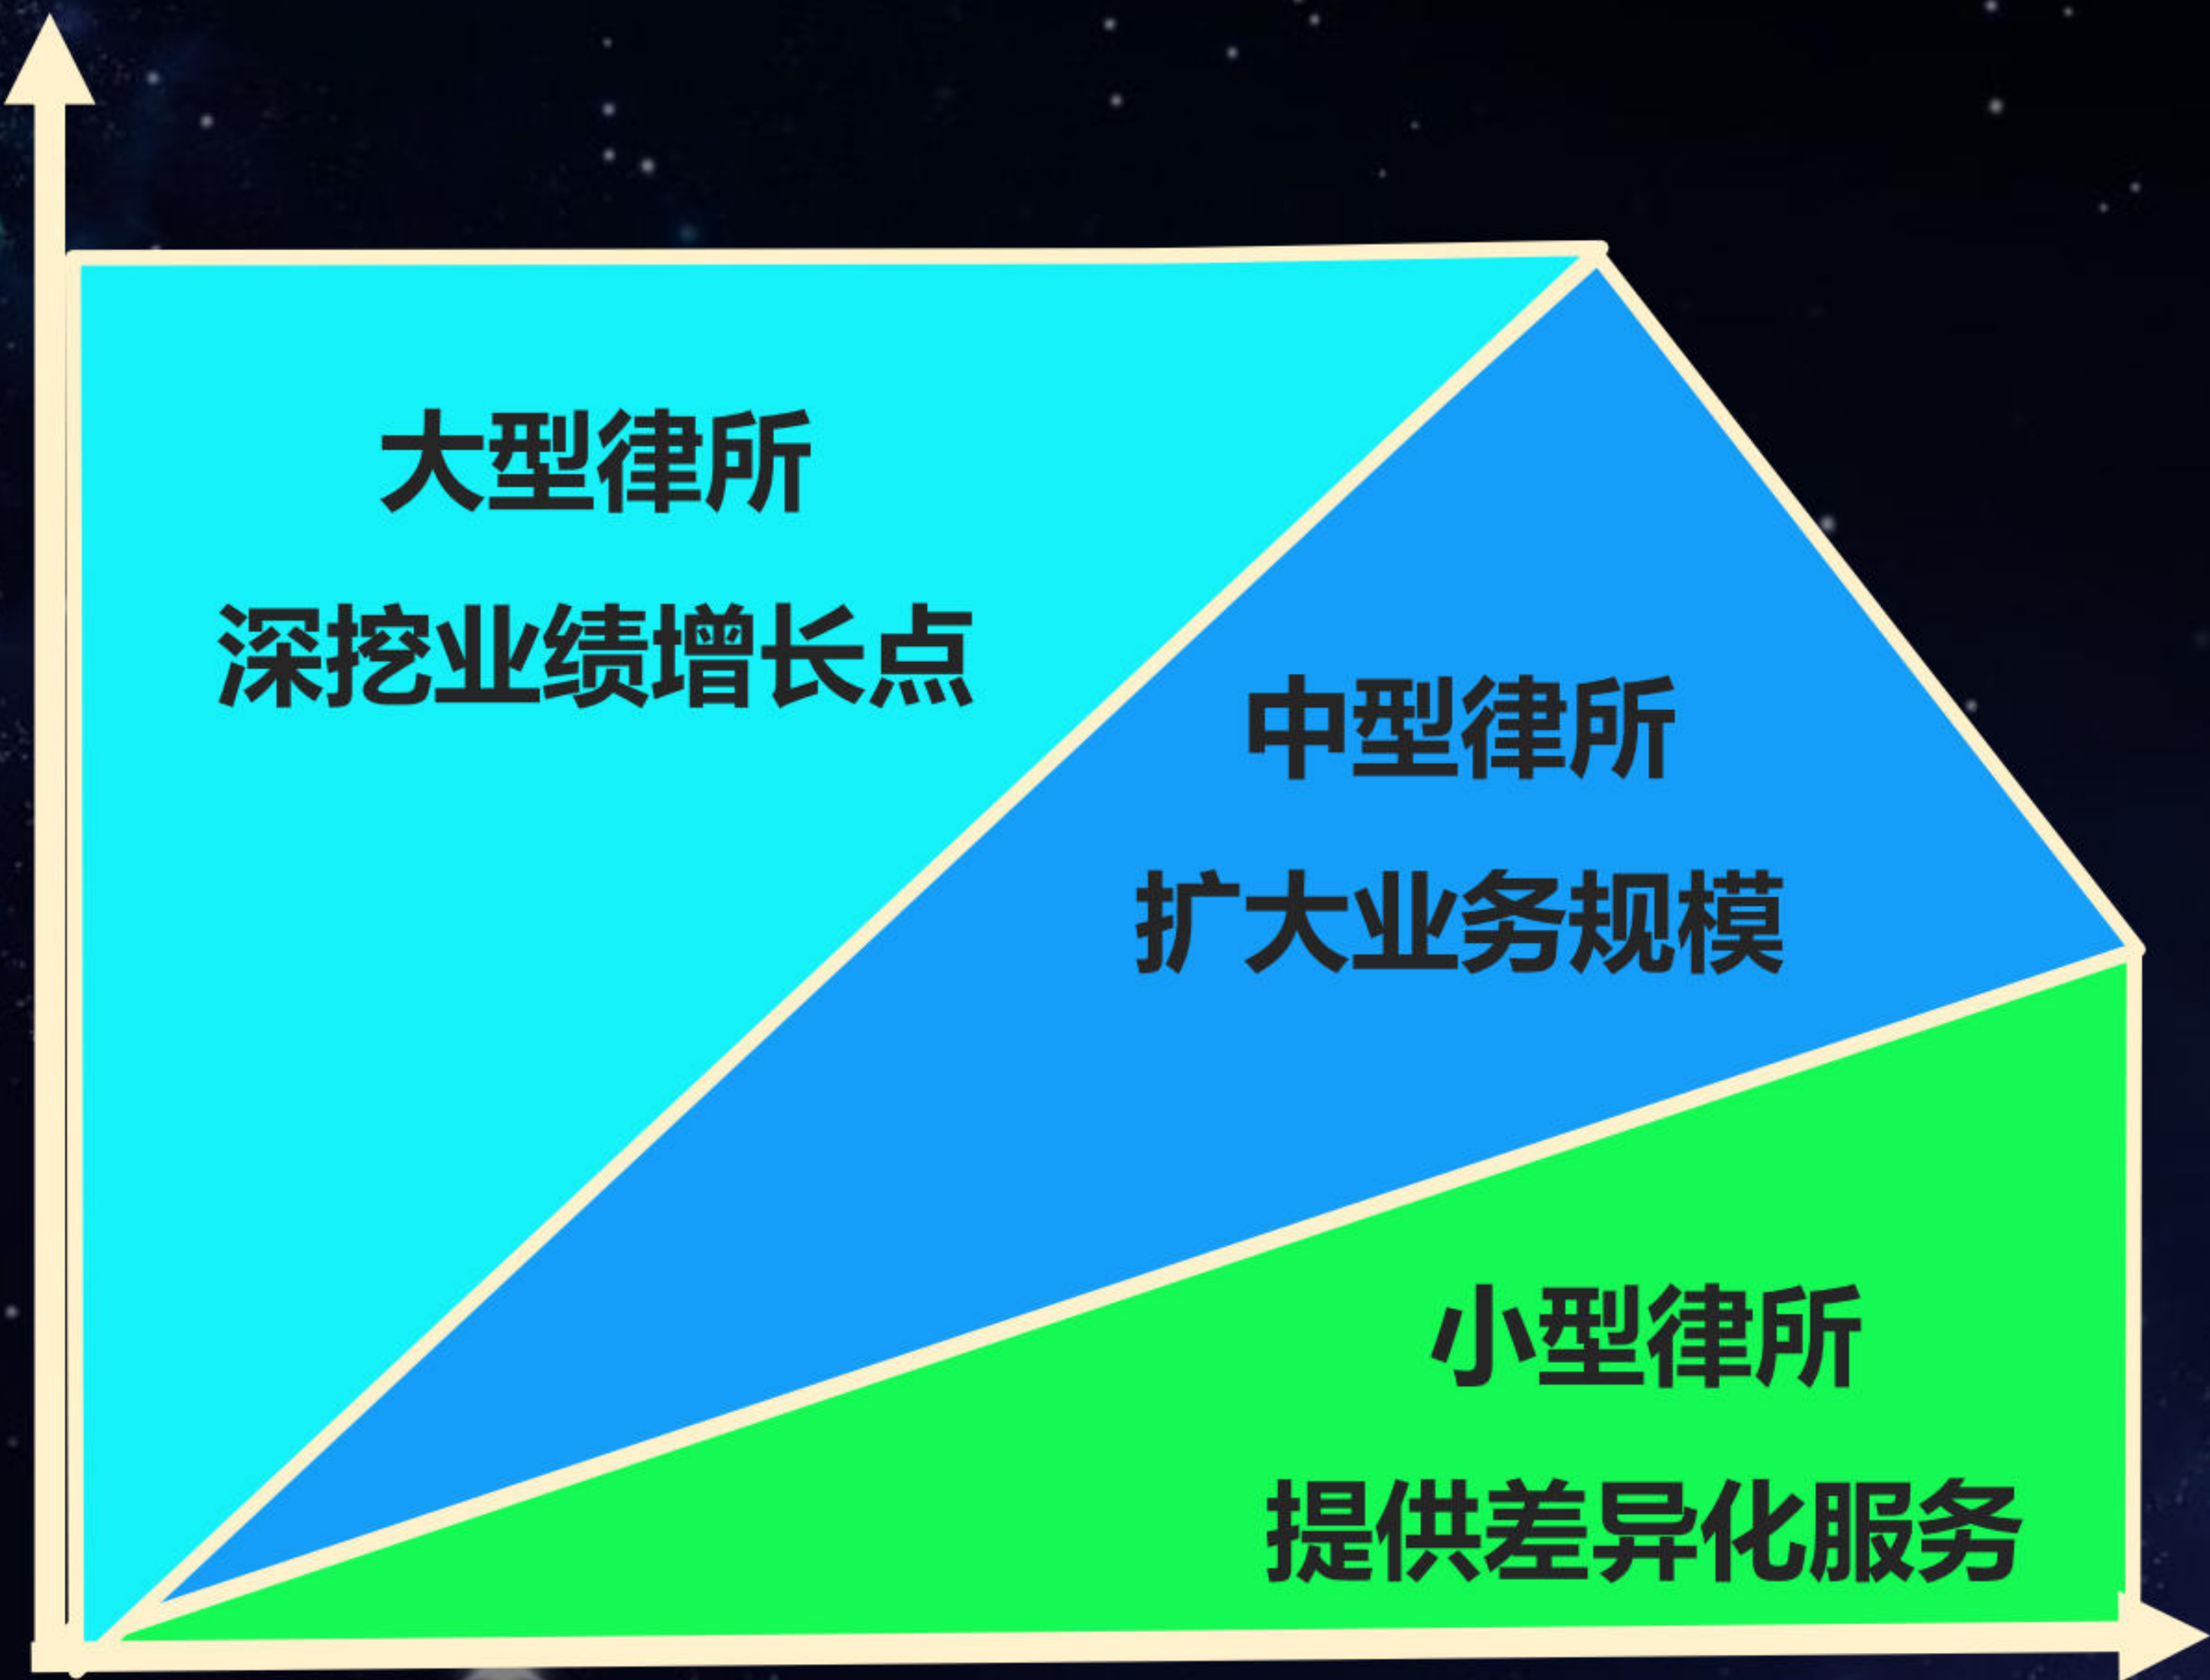 大型律所
深挖业绩增长点
中型律所
扩大业务规模
小型律所
提供差异化服务